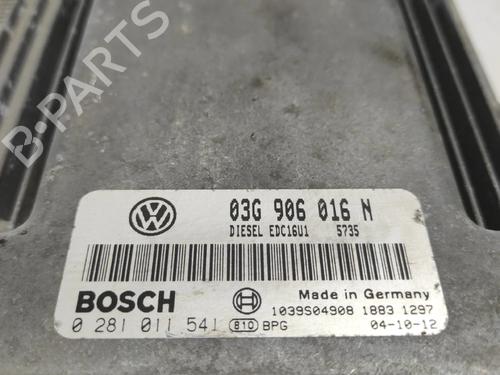 03G 906 016 N
DIESEL EDC16U1 5735
BOSCH
Made in Germany
1039S04908 1883 1297
0 281 011 541 810 BPG 04-10-12
B-PARTS